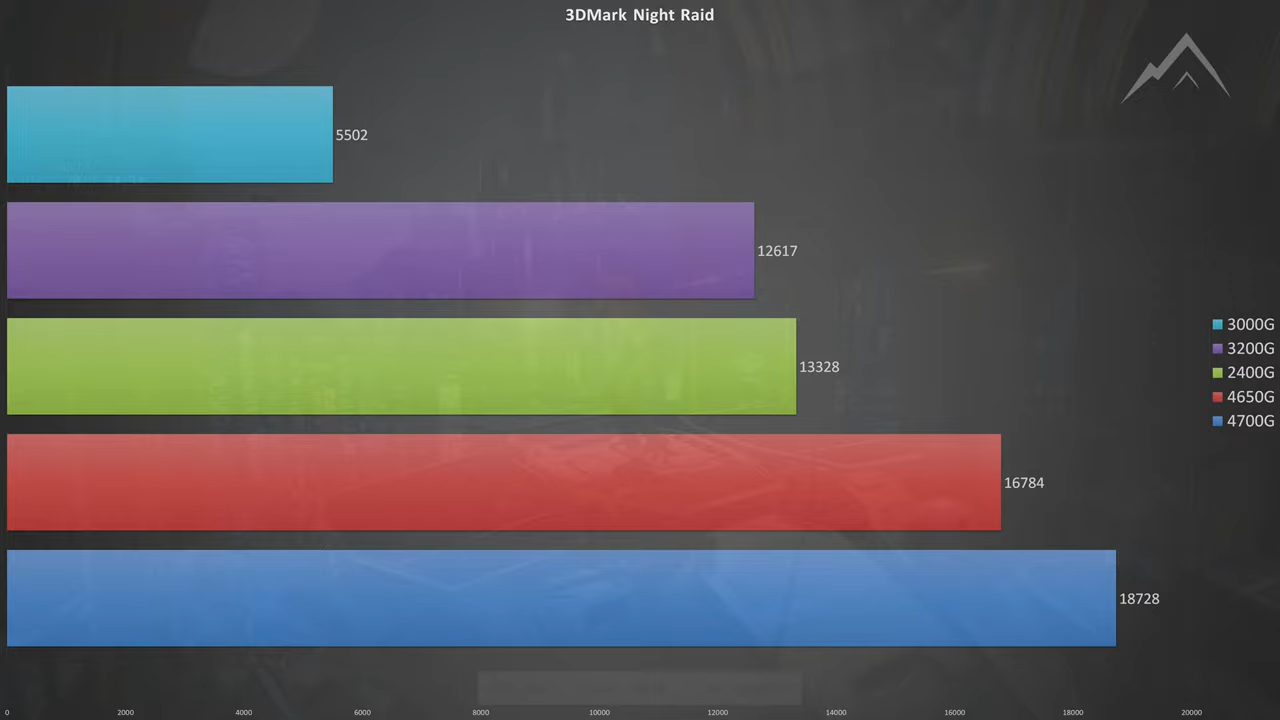 3DMark Night Raid
5502
12617
13328
16784
18728
3000G
3200G
2400G
4650G
4700G
0 2000 4000 6000 8000 10000 12000 14000 16000 18000 20000